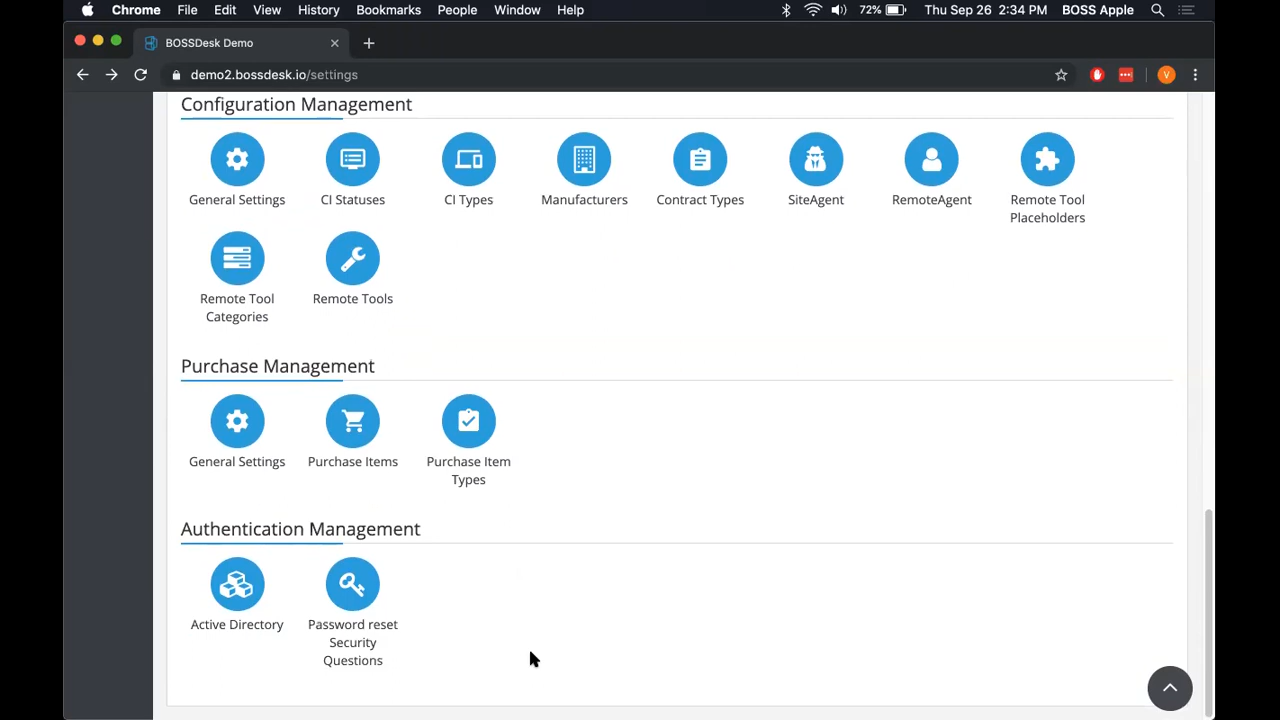 Chrome File Edit View History Bookmarks People Window Help 72% Thu Sep 26 2:34 PM BOSS Apple
BOSSDesk Demo
demo2.bossdesk.io/settings
V
Configuration Management
General Settings
CI Statuses
CI Types
Manufacturers
Contract Types
SiteAgent
RemoteAgent
Remote Tool
Placeholders
Remote Tool
Categories
Remote Tools
Purchase Management
General Settings
Purchase Items
Purchase Item
Types
Authentication Management
Active Directory
Password reset
Security
Questions